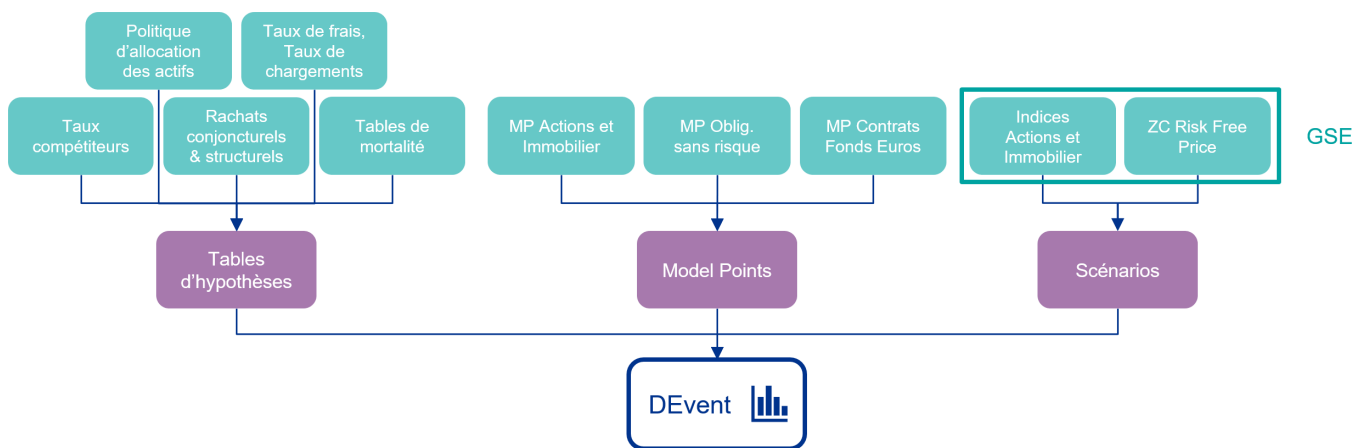 Politique
d'allocation
des actifs
Taux de frais,
Taux de
chargements
Taux
compétiteurs
Rachats
conjoncturels
& structurels
Tables de
mortalité
MP Actions et
Immobilier
MP Oblig.
sans risque
MP Contrats
Fonds Euros
Indices
Actions et
Immobilier
ZC Risk Free
Price
GSE
Tables
d'hypothèses
Model Points
Scénarios
DEvent